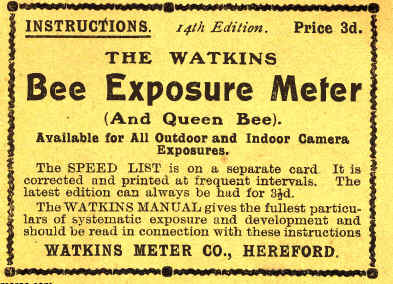 INSTRUCTIONS. 14th Edition. Price 3d.
THE WATKINS
Bee Exposure Meter
(And Queen Bee).
Available for All Outdoor and Indoor Camera
Exposures.
The SPEED LIST is on a separate card. It is
corrected and printed at frequent intervals. The
latest edition can always be had for 3½d.
The WATKINS MANUAL gives the fullest particu-
lars of systematic exposure and development and
should be read in connection with these instructions
WATKINS METER CO., HEREFORD.